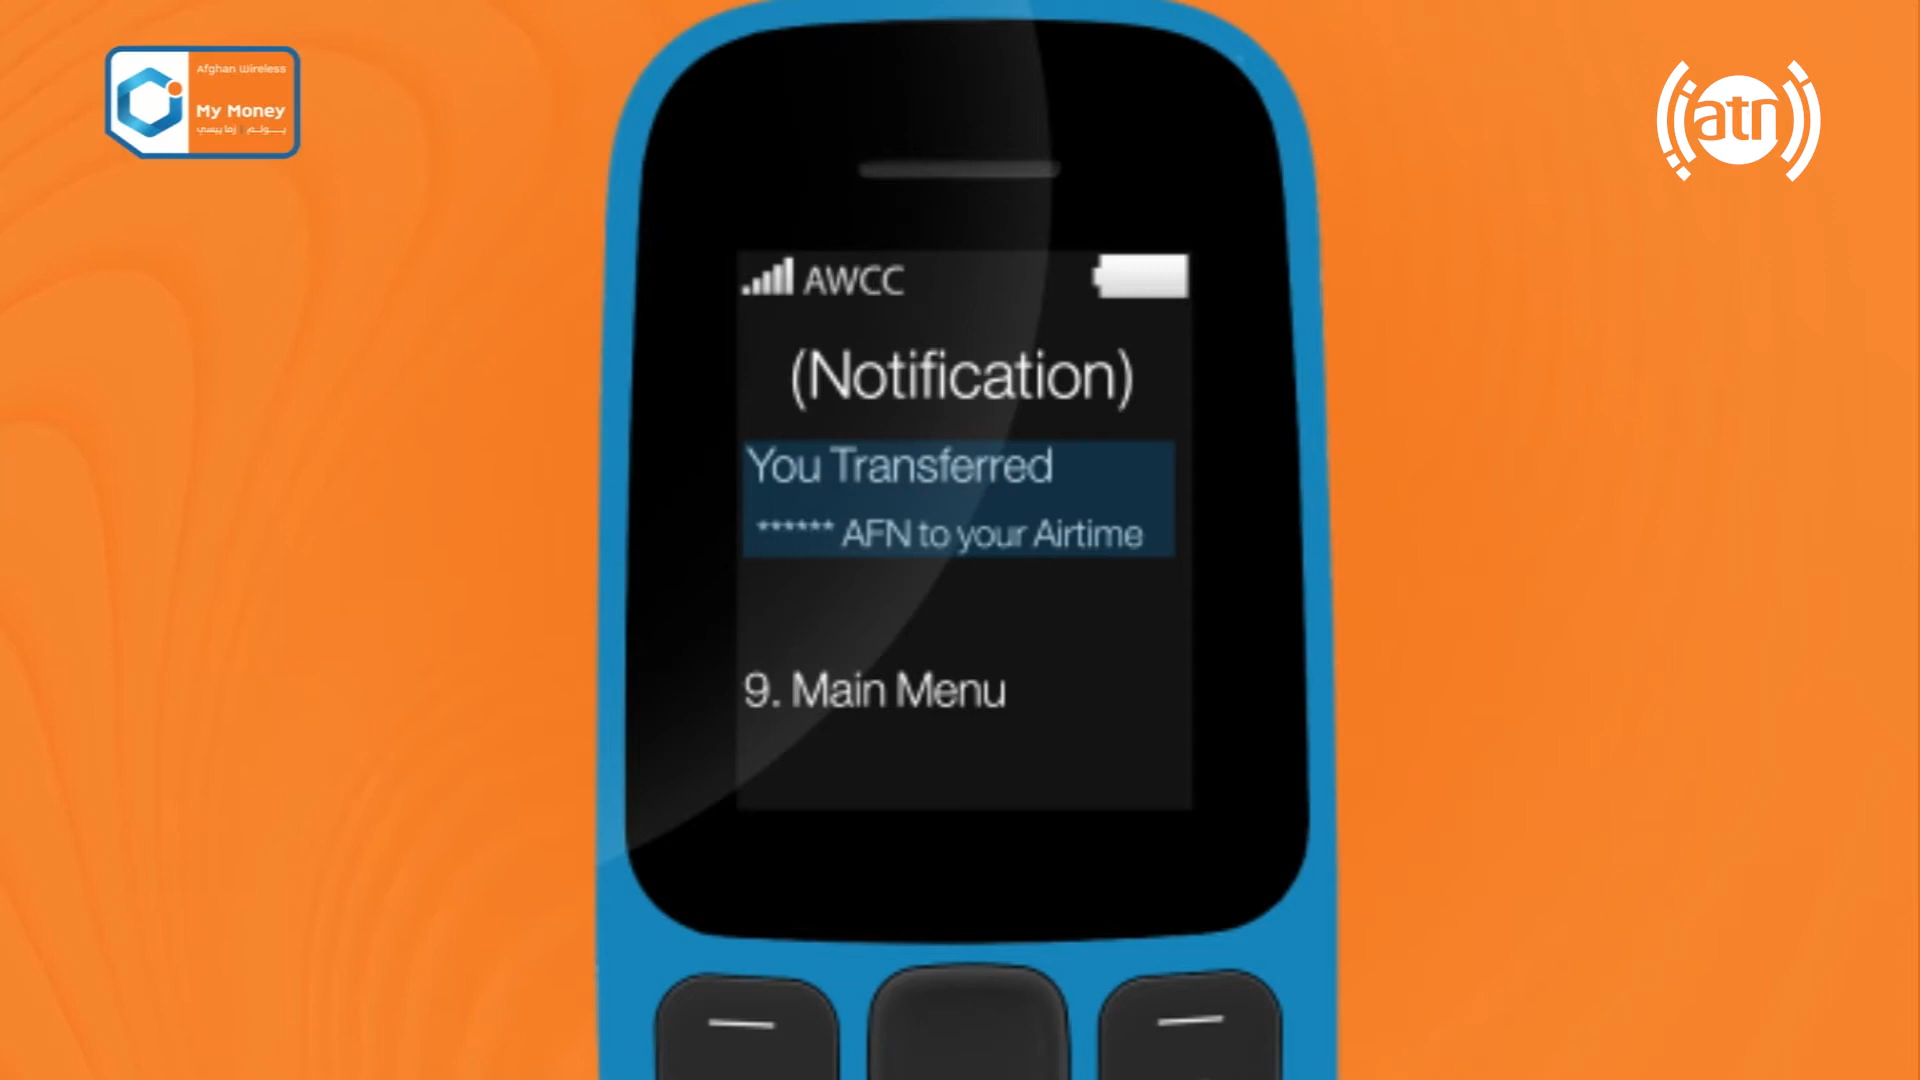 Afghan Wireless
My Money
atn
AWCC
(Notification)
You Transferred
****** AFN to your Airtime
9. Main Menu